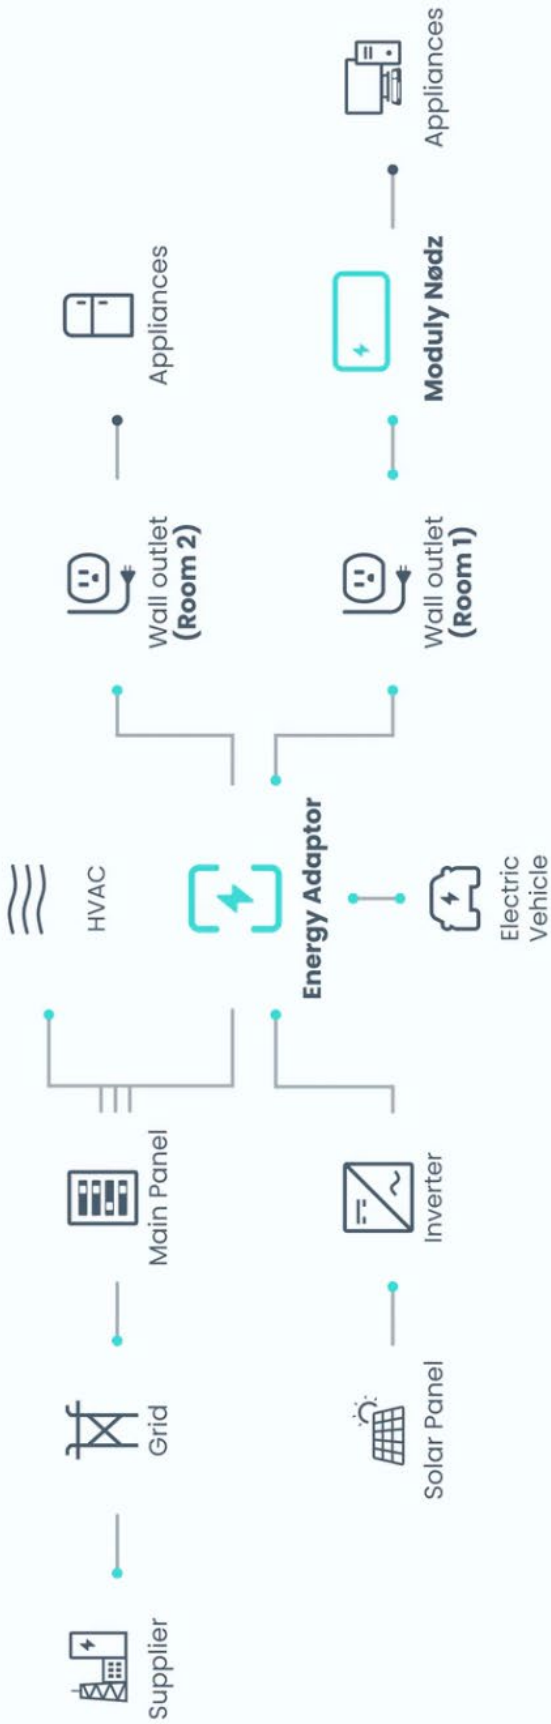 HVAC
Supplier
Grid
Main Panel
Wall outlet
(Room 2)
Appliances
Energy Adaptor
Solar Panel
Inverter
Wall outlet
(Room 1)
Moduly Nødz
Appliances
Electric
Vehicle